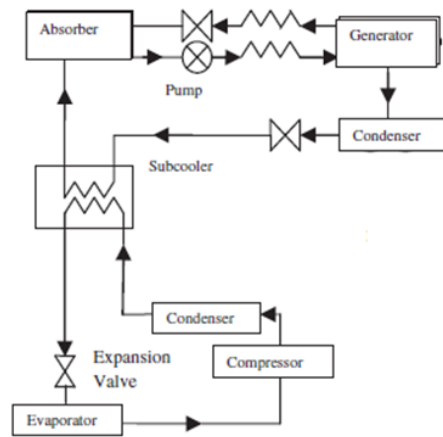 Absorber
Generator
Pump
Condenser
Subcooler
Condenser
Compressor
Expansion
Valve
Evaporator